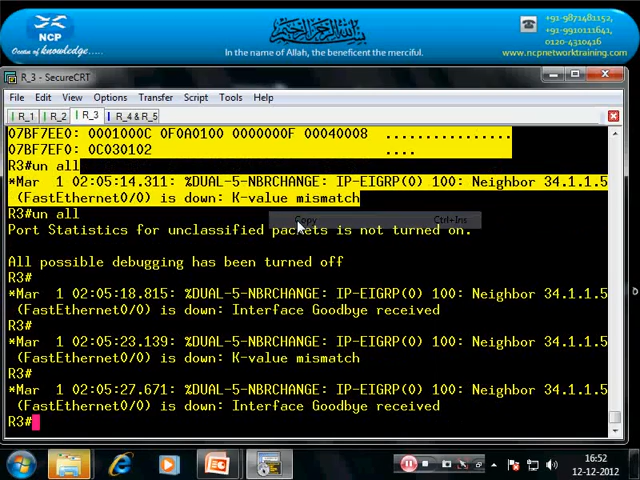 NCP
Ocean of knowledge.....
بسم الله الرحمن الرحيم
In the name of Allah, the beneficent the merciful.
+91-9871481152,
+91-9910111641,
0120-4310416
www.ncpnetworktraining.com
R_3 - SecureCRT
File Edit View Options Transfer Script Tools Help
R_1 R_2 R_3 R_4 & R_5
07BF7EE0: 0001000C 0F0A0100 0000000F 00040008 ................
07BF7EF0: 0C030102 ....
R3#un all
*Mar 1 02:05:14.311: %DUAL-5-NBRCHANGE: IP-EIGRP(0) 100: Neighbor 34.1.1.5
(FastEthernet0/0) is down: K-value mismatch
R3#un all
Copy Ctrl+Ins
Port Statistics for unclassified packets is not turned on.
All possible debugging has been turned off
R3#
*Mar 1 02:05:18.815: %DUAL-5-NBRCHANGE: IP-EIGRP(0) 100: Neighbor 34.1.1.5
(FastEthernet0/0) is down: Interface Goodbye received
R3#
*Mar 1 02:05:23.139: %DUAL-5-NBRCHANGE: IP-EIGRP(0) 100: Neighbor 34.1.1.5
(FastEthernet0/0) is down: K-value mismatch
R3#
*Mar 1 02:05:27.671: %DUAL-5-NBRCHANGE: IP-EIGRP(0) 100: Neighbor 34.1.1.5
(FastEthernet0/0) is down: Interface Goodbye received
R3#
16:52
12-12-2012